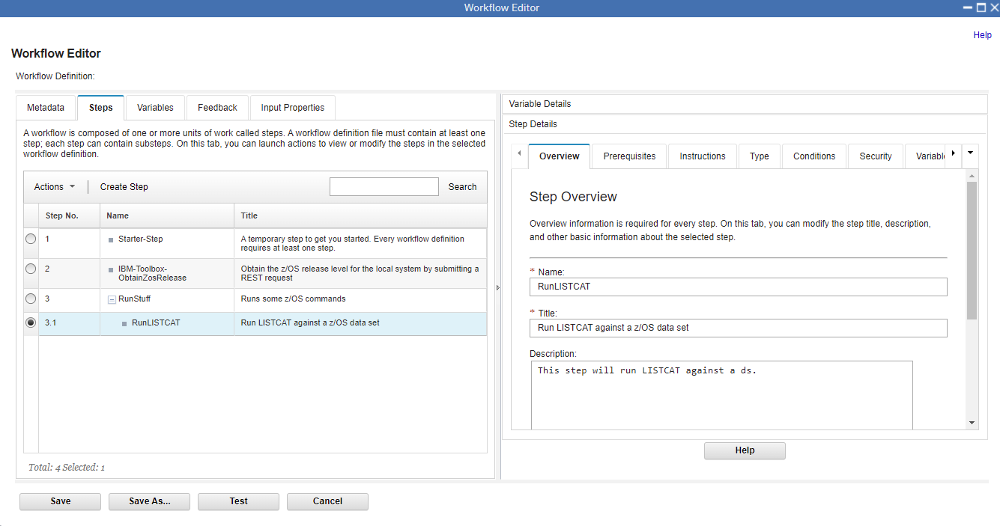 Workflow Editor
Help
Workflow Editor
Workflow Definition:
Metadata Steps Variables Feedback Input Properties
A workflow is composed of one or more units of work called steps. A workflow definition file must contain at least one
step; each step can contain substeps. On this tab, you can launch actions to view or modify the steps in the selected
workflow definition.
Actions Create Step Search
Step No. Name Title
1 Starter-Step A temporary step to get you started. Every workflow definition
requires at least one step.
2 IBM-Toolbox- Obtain the z/OS release level for the local system by submitting a
ObtainZosRelease REST request
3 RunStuff Runs some z/OS commands
3.1 RunLISTCAT Run LISTCAT against a z/OS data set
Total: 4 Selected: 1
Variable Details
Step Details
Overview Prerequisites Instructions Type Conditions Security Variabl
Step Overview
Overview information is required for every step. On this tab, you can modify the step title, description,
and other basic information about the selected step.
* Name:
RunLISTCAT
* Title:
Run LISTCAT against a z/OS data set
Description:
This step will run LISTCAT against a ds.
Help
Save Save As... Test Cancel